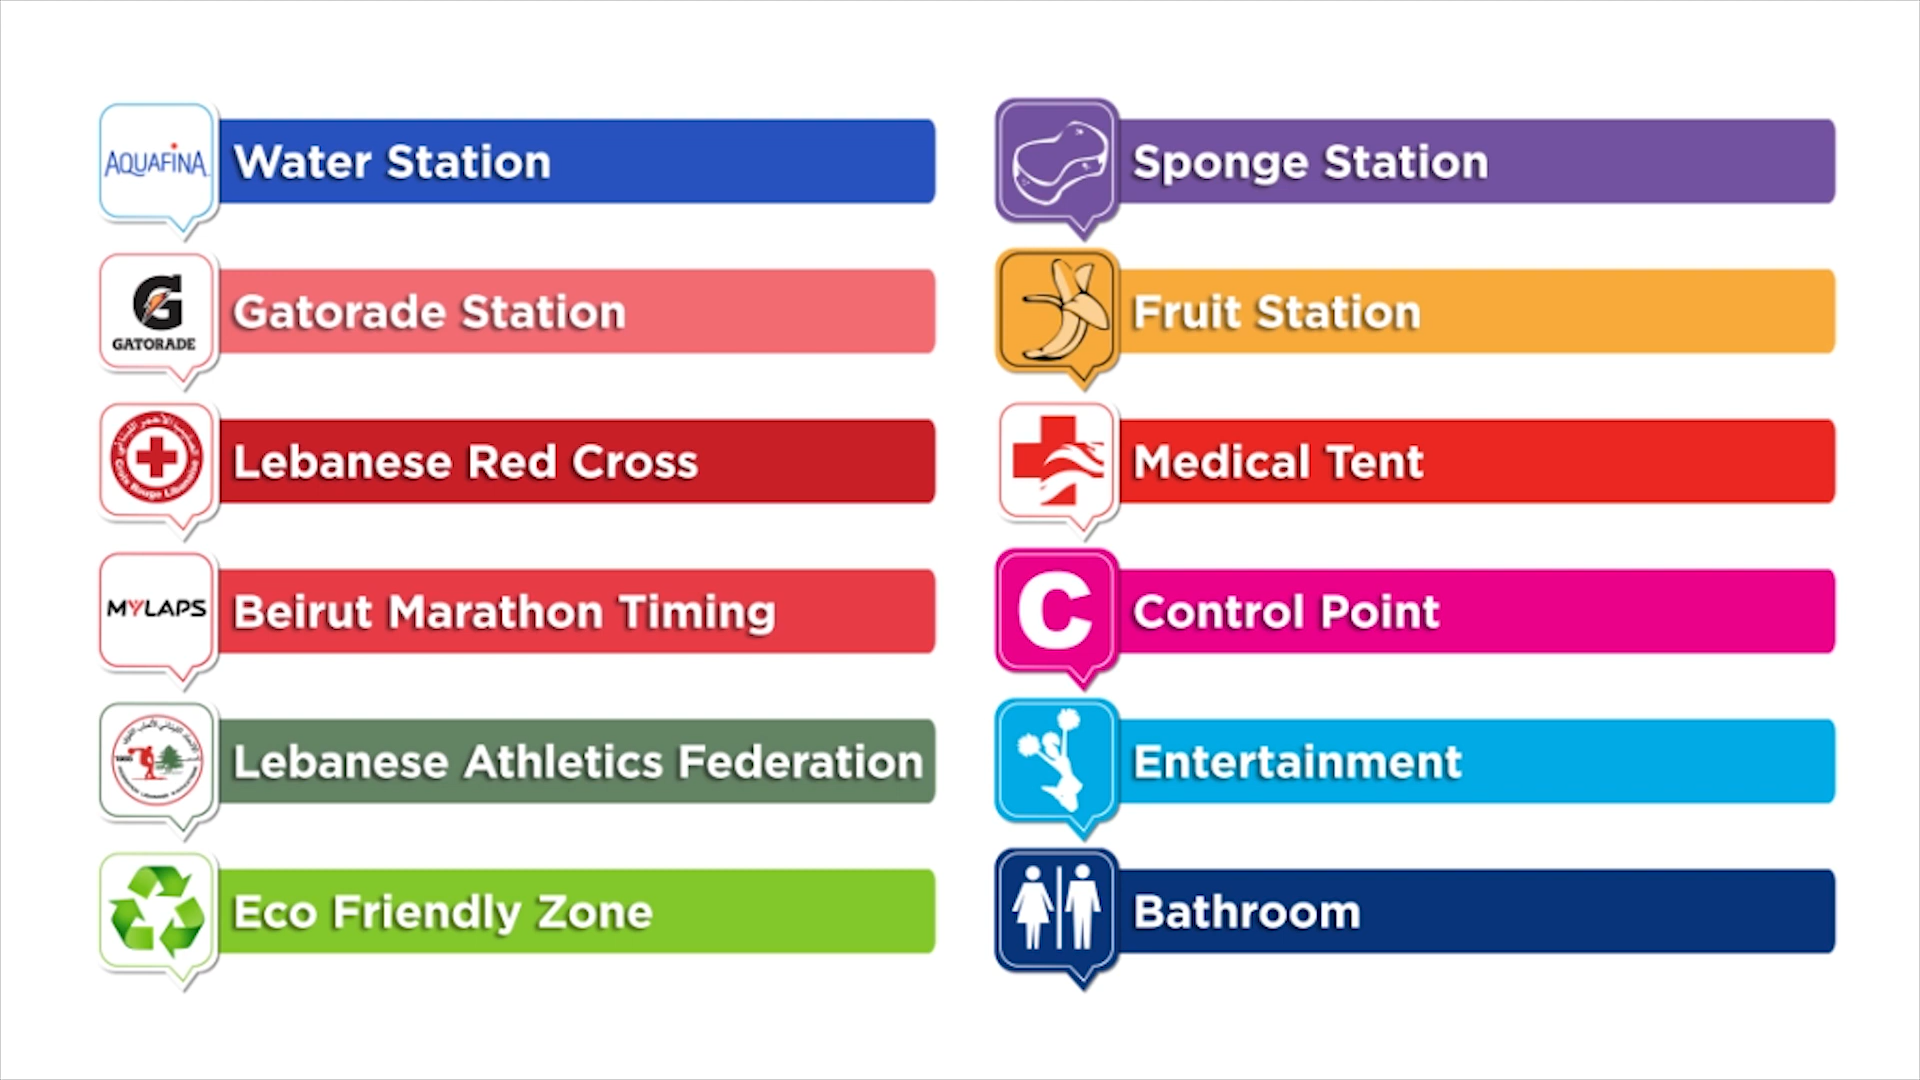 AQUAFINA Water Station
GATORADE Gatorade Station
Lebanese Red Cross
MYLAPS Beirut Marathon Timing
Lebanese Athletics Federation
Eco Friendly Zone
Sponge Station
Fruit Station
Medical Tent
C Control Point
Entertainment
Bathroom